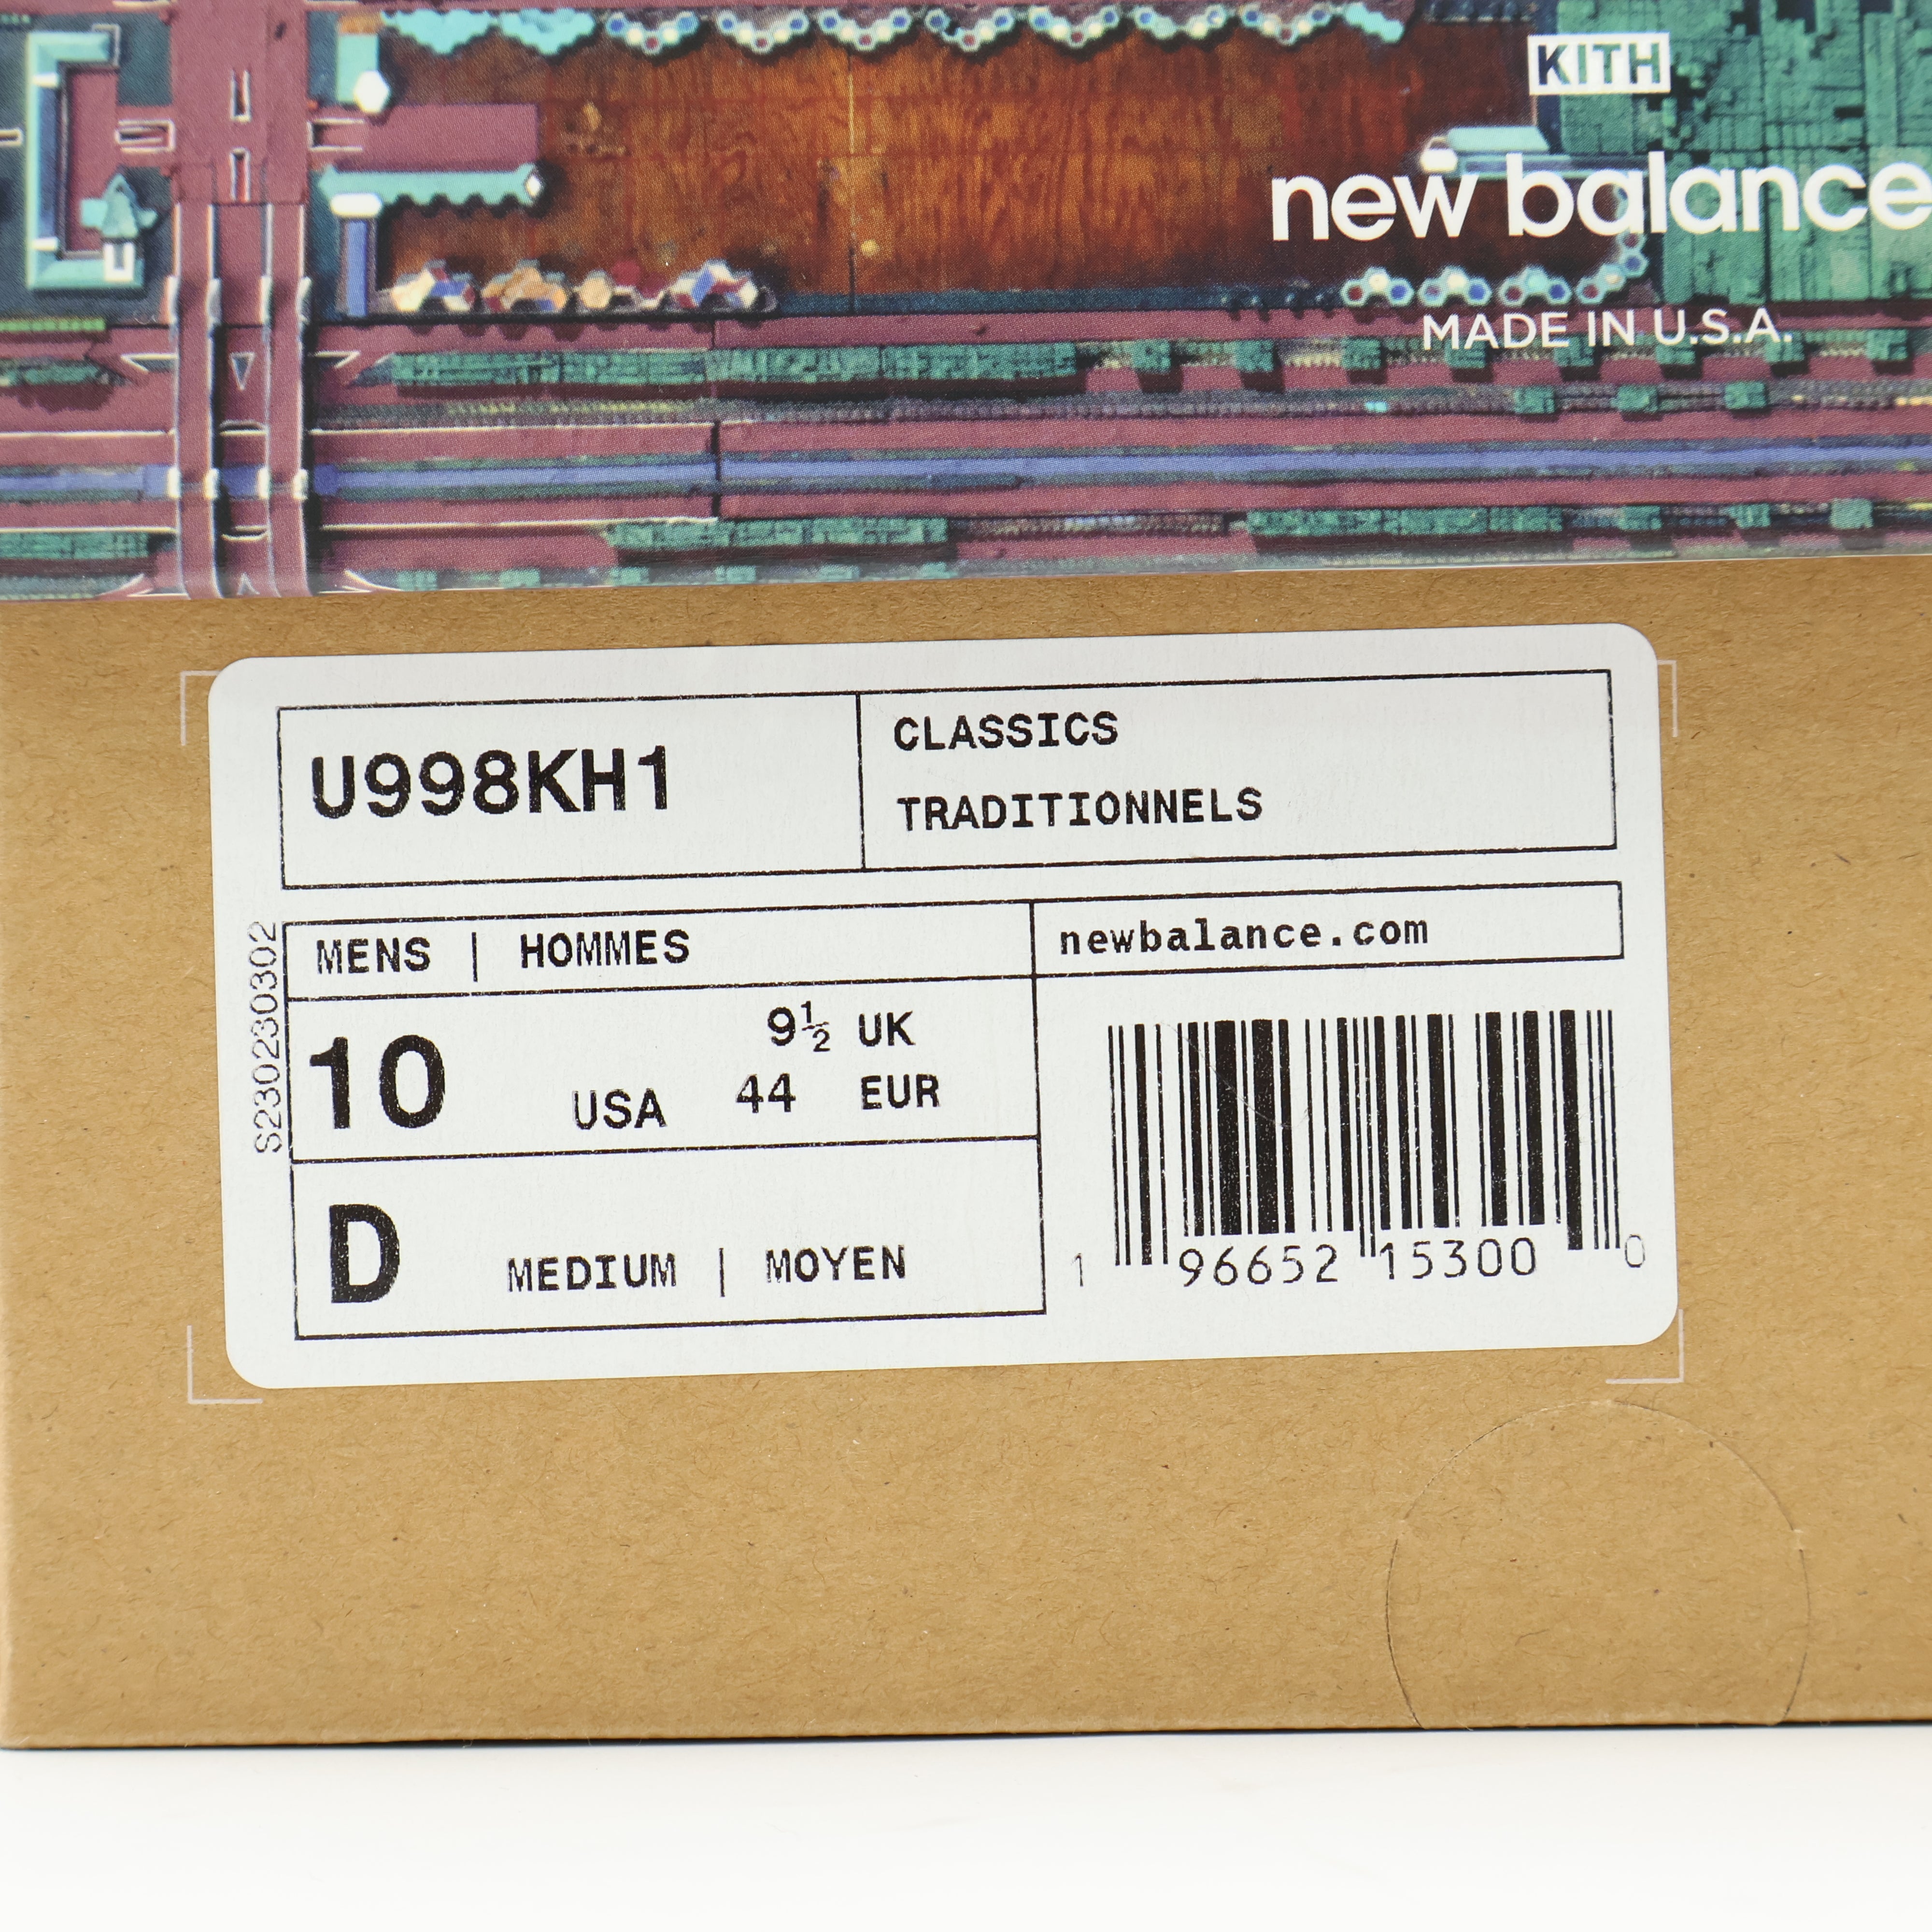 KITH
new balance
MADE IN U.S.A.
U998KH1
CLASSICS
TRADITIONNELS
S230230302
MENS | HOMMES
newbalance.com
10 USA
9½ UK
44 EUR
D MEDIUM | MOYEN
1 96652 15300 0